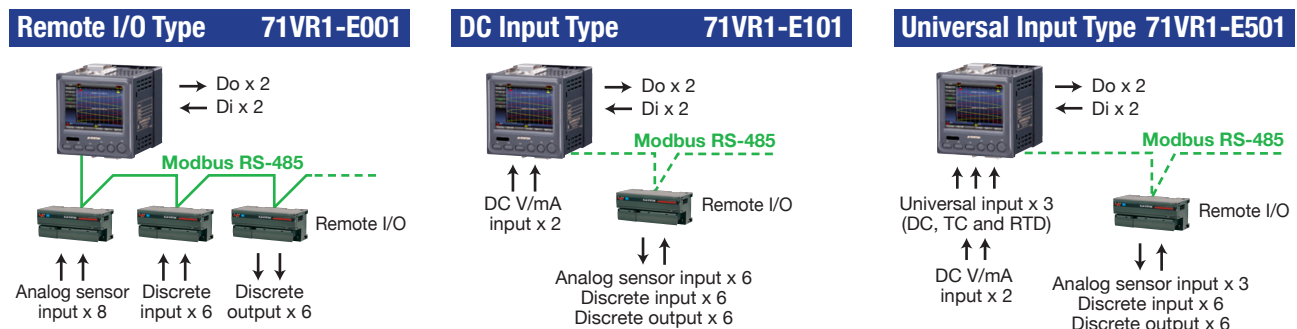 Remote I/O Type 71VR1-E001
Do x 2
Di x 2
Modbus RS-485
Remote I/O
Analog sensor
input x 8
Discrete
input x 6
Discrete
output x 6
DC Input Type 71VR1-E101
Do x 2
Di x 2
Modbus RS-485
DC V/mA
input x 2
Remote I/O
Analog sensor input x 6
Discrete input x 6
Discrete output x 6
Universal Input Type 71VR1-E501
Do x 2
Di x 2
Modbus RS-485
Universal input x 3
(DC, TC and RTD)
DC V/mA
input x 2
Remote I/O
Analog sensor input x 3
Discrete input x 6
Discrete output x 6